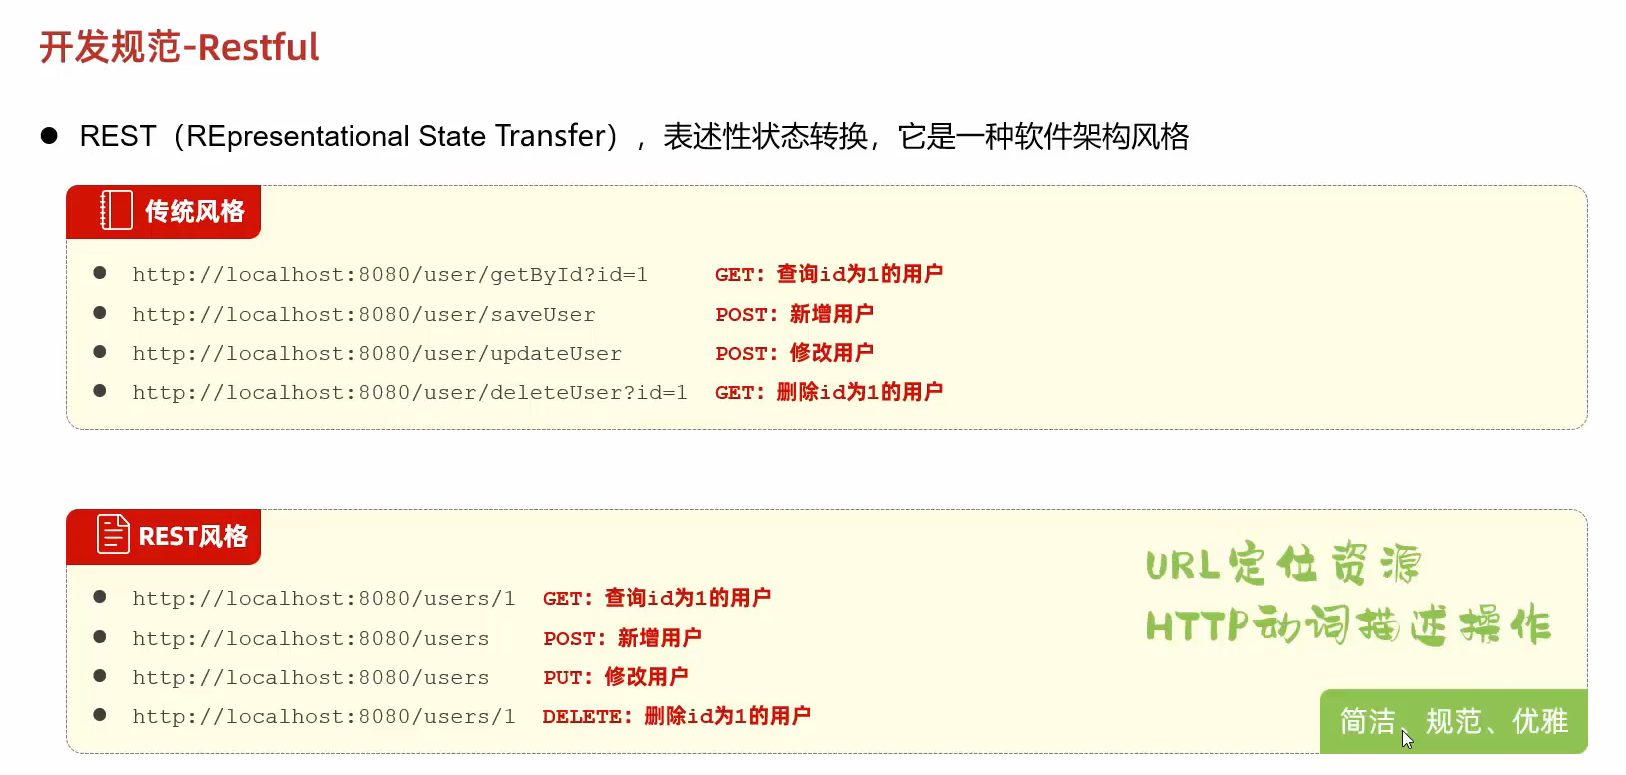 开发规范-Restful
REST（REpresentational State Transfer），表述性状态转换，它是一种软件架构风格
传统风格
http://localhost:8080/user/getById?id=1 GET：查询id为1的用户
http://localhost:8080/user/saveUser POST：新增用户
http://localhost:8080/user/updateUser POST：修改用户
http://localhost:8080/user/deleteUser?id=1 GET：删除id为1的用户
REST风格
URL定位资源
HTTP动词描述操作
http://localhost:8080/users/1 GET：查询id为1的用户
http://localhost:8080/users POST：新增用户
http://localhost:8080/users PUT：修改用户
http://localhost:8080/users/1 DELETE：删除id为1的用户
简洁、规范、优雅